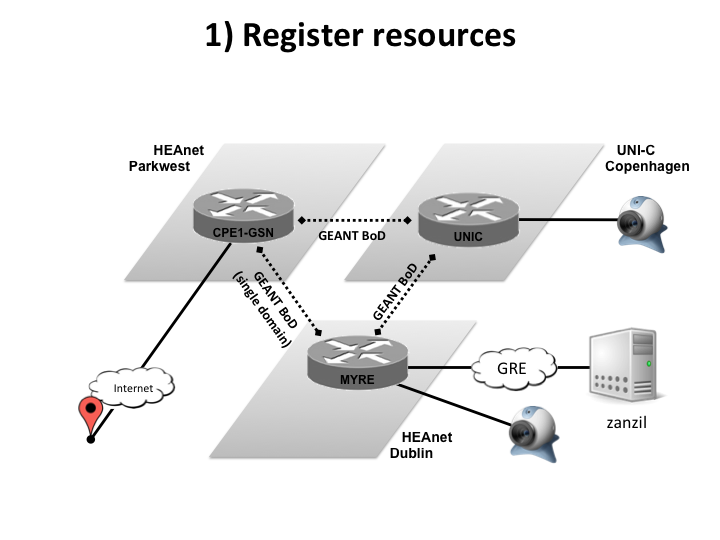 1) Register resources
HEAnet
Parkwest
UNI-C
Copenhagen
CPE1-GSN
GEANT BoD
UNIC
GEANT BoD
(single domain)
GEANT BoD
MYRE
Internet
GRE
zanzil
HEAnet
Dublin